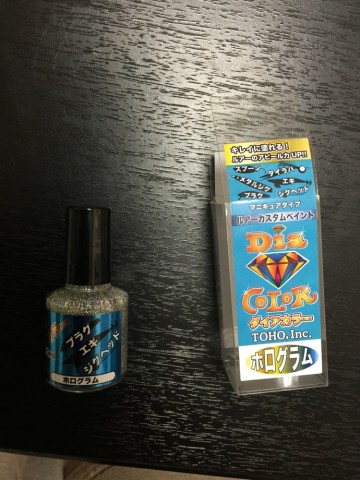 プラグ
エギ
ジグヘッド
ホログラム
キレイに塗れる！
ルアーのアピール力UP!!
スプーン
タイラバ
メタルジグ
エギ
プラグ
ジグヘッド
マニキュアタイプ
ルアーカスタムペイント
Dia
COLOR
ダイヤカラー
TOHO, Inc.
ホログラム